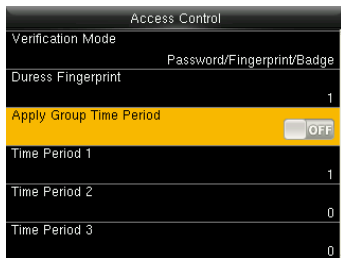 Access Control
Verification Mode
Password/Fingerprint/Badge
Duress Fingerprint
1
Apply Group Time Period
OFF
Time Period 1
1
Time Period 2
0
Time Period 3
0